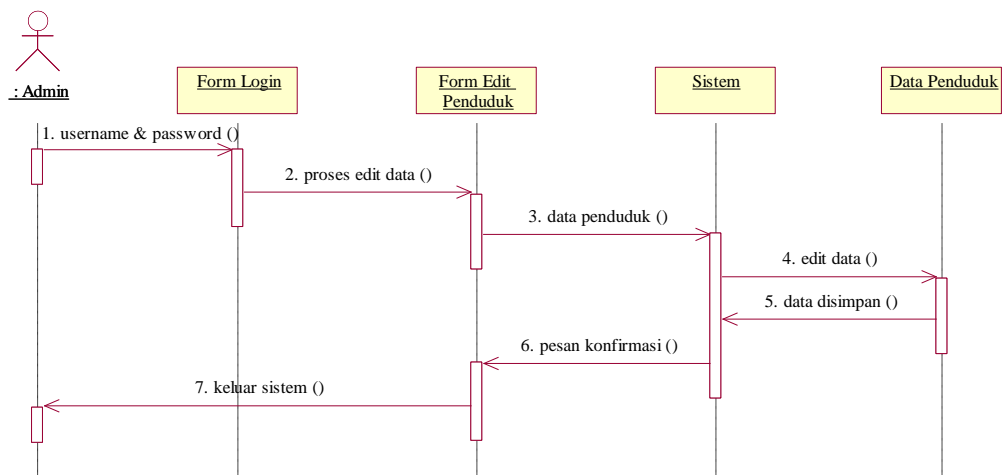 : Admin
Form Login
Form Edit
Penduduk
Sistem
Data Penduduk
1. username & password ()
2. proses edit data ()
3. data penduduk ()
4. edit data ()
5. data disimpan ()
6. pesan konfirmasi ()
7. keluar sistem ()